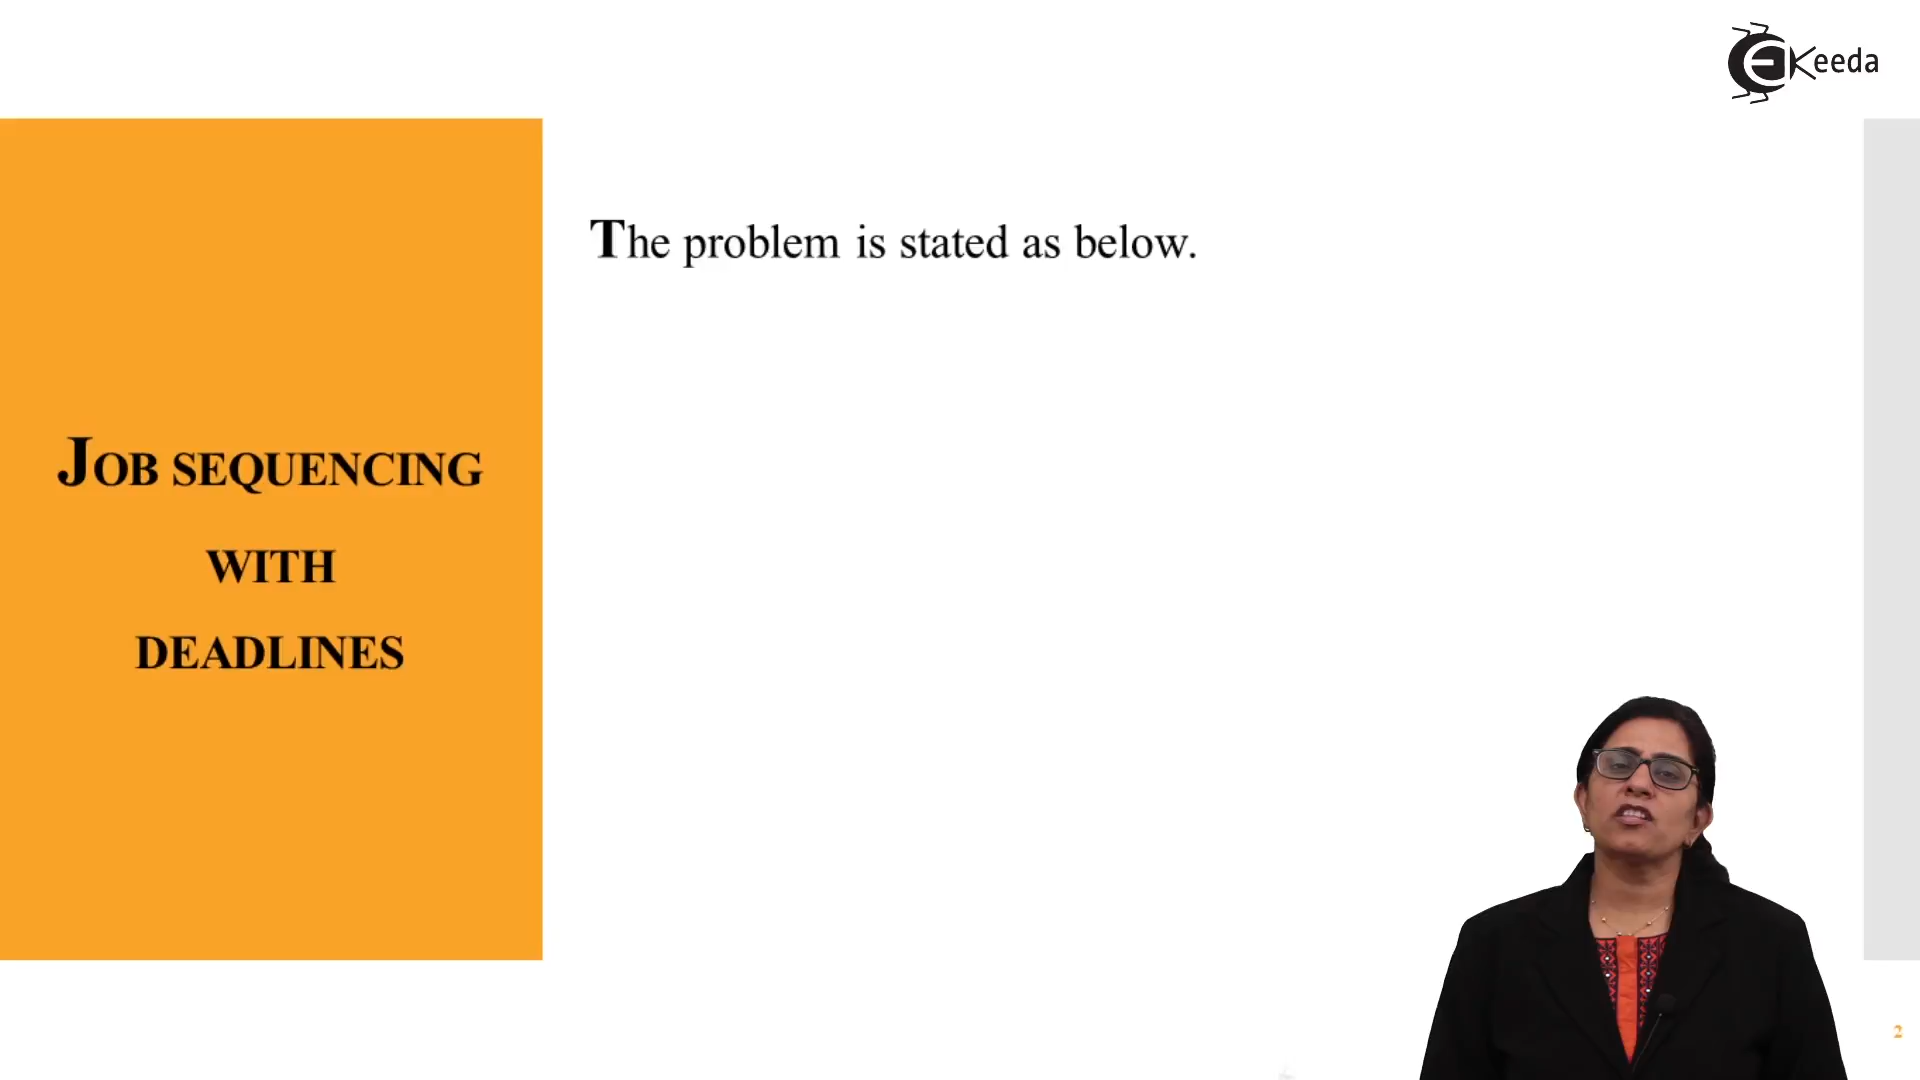 Keeda
The problem is stated as below.
JOB SEQUENCING
WITH
DEADLINES
2